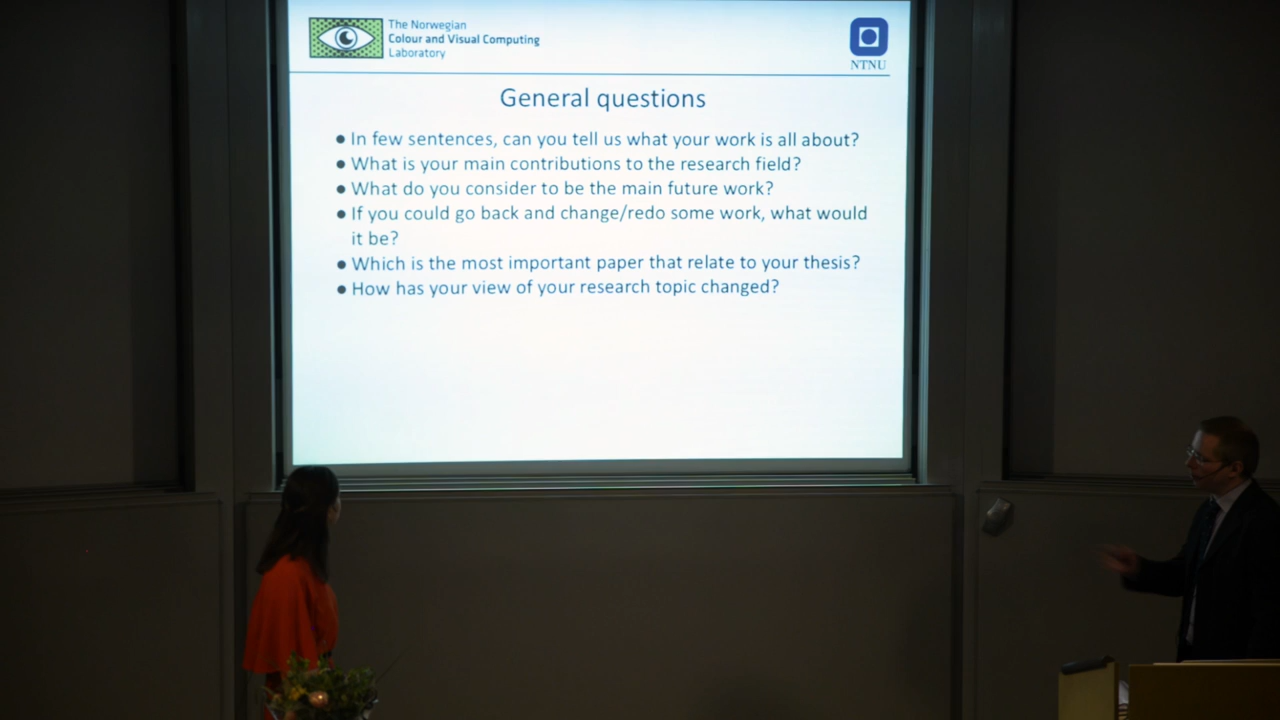 The Norwegian
Colour and Visual Computing
Laboratory
NTNU
General questions
● In few sentences, can you tell us what your work is all about?
● What is your main contributions to the research field?
● What do you consider to be the main future work?
● If you could go back and change/redo some work, what would
it be?
● Which is the most important paper that relate to your thesis?
● How has your view of your research topic changed?